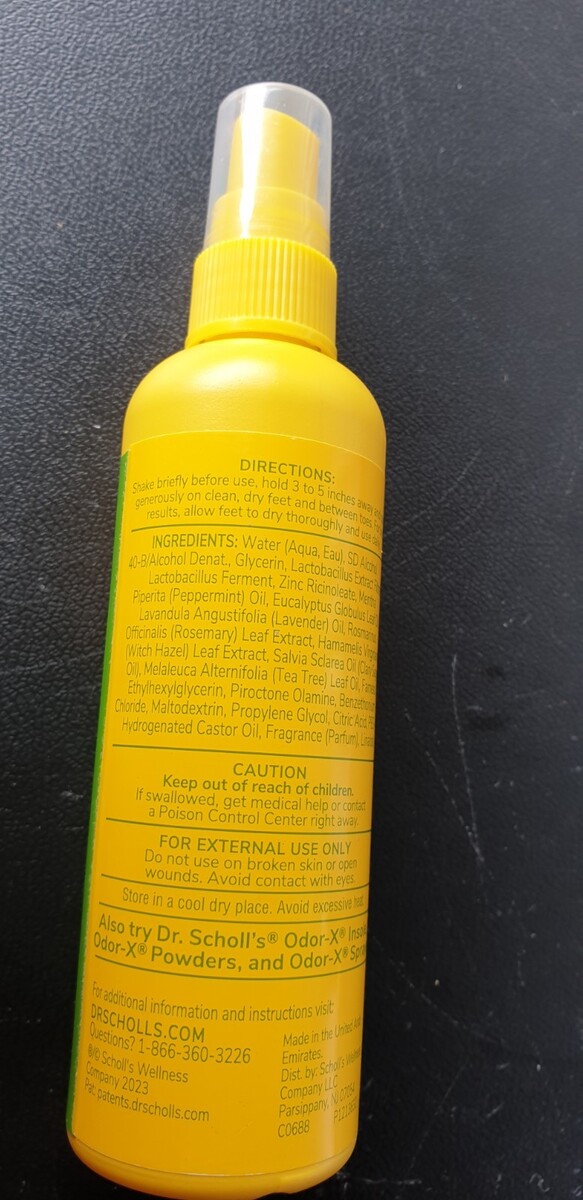 DIRECTIONS:
Shake briefly before use, hold 3 to 5 inches away
generously on clean, dry feet and between toes.
results, allow feet to dry thoroughly and use
INGREDIENTS: Water (Aqua, Eau), SD Alcohol
40-B/Alcohol Denat., Glycerin, Lactobacillus Extract
Lactobacillus Ferment, Zinc Ricinoleate,
Piperita (Peppermint) Oil, Eucalyptus Globulus
Lavandula Angustifolia (Lavender) Oil,
Officinalis (Rosemary) Leaf Extract, Hamamelis
(Witch Hazel) Leaf Extract, Salvia Sclarea Oil
Oil), Melaleuca Alternifolia (Tea Tree) Leaf Oil,
Ethylhexylglycerin, Piroctone Olamine,
Chloride, Maltodextrin, Propylene Glycol, Citric Acid,
Hydrogenated Castor Oil, Fragrance (Parfum),
CAUTION
Keep out of reach of children.
If swallowed, get medical help or contact
a Poison Control Center right away.
FOR EXTERNAL USE ONLY
Do not use on broken skin or open
wounds. Avoid contact with eyes.
Store in a cool dry place. Avoid excessive
Also try Dr. Scholl's® Odor-X®
Odor-X® Powders, and Odor-X®
For additional information and instructions visit:
DRSCHOLLS.COM
Questions? 1-866-360-3226
®/© Scholl's Wellness
Company 2023
Pat: patents.drscholls.com
Made in the United
Emirates.
Dist. by: Scholl's
Company LLC
Parsippany, NJ 07054
C0688